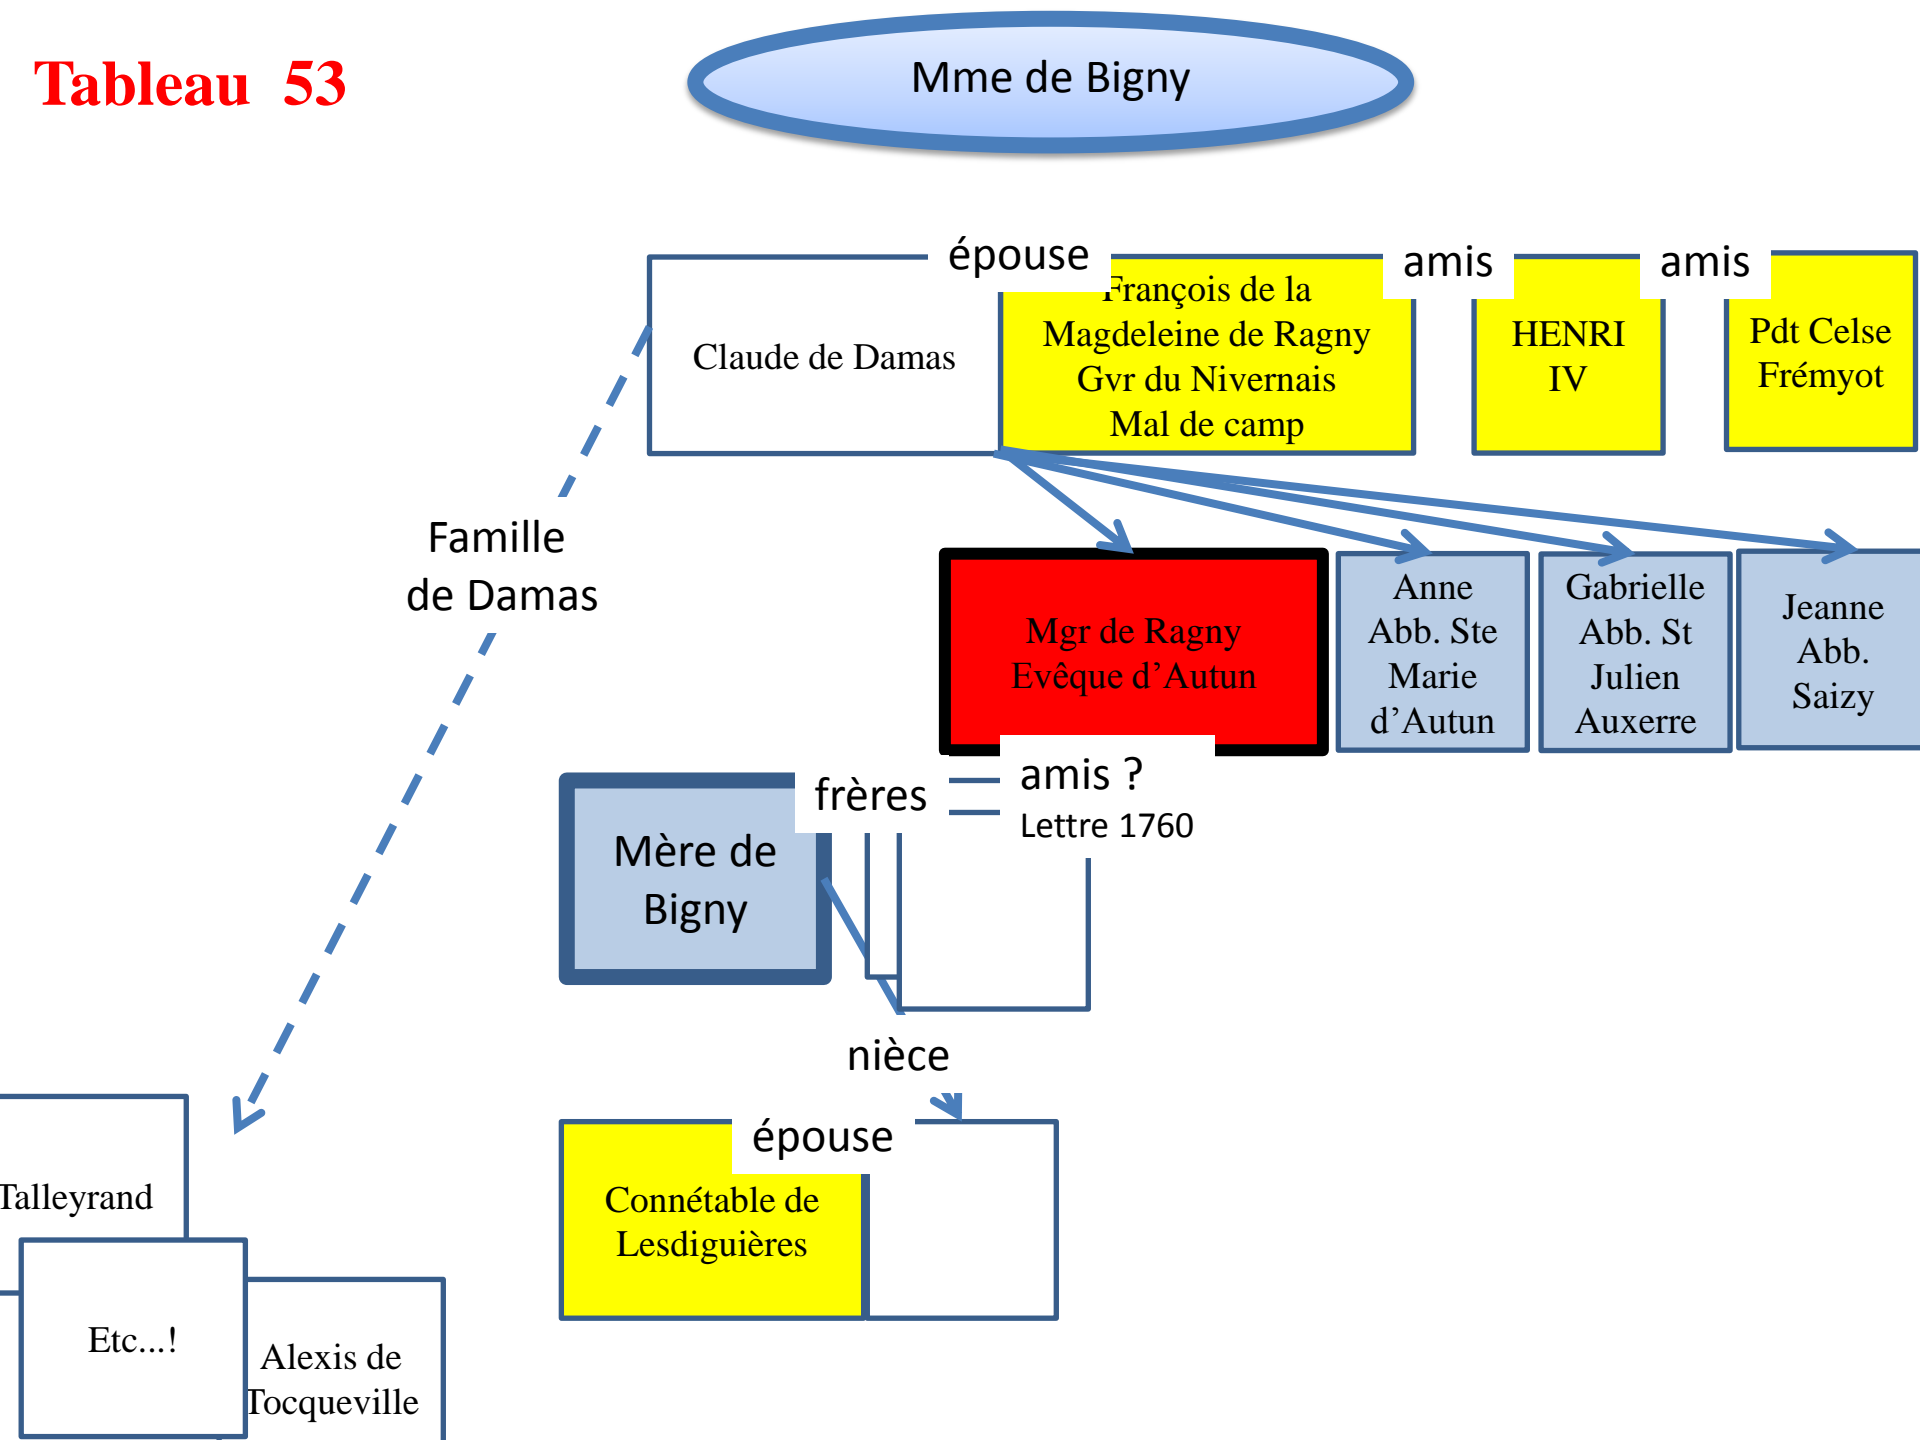 Tableau 53
Mme de Bigny
épouse
amis
amis
Claude de Damas
François de la
Magdeleine de Ragny
Gvr du Nivernais
Mal de camp
HENRI
IV
Pdt Celse
Frémyot
Famille
de Damas
Mgr de Ragny
Evêque d’Autun
Anne
Abb. Ste
Marie
d’Autun
Gabrielle
Abb. St
Julien
Auxerre
Jeanne
Abb.
Saizy
frères
amis ?
Lettre 1760
Mère de
Bigny
nièce
épouse
Connétable de
Lesdiguières
Talleyrand
Etc...!
Alexis de
Tocqueville